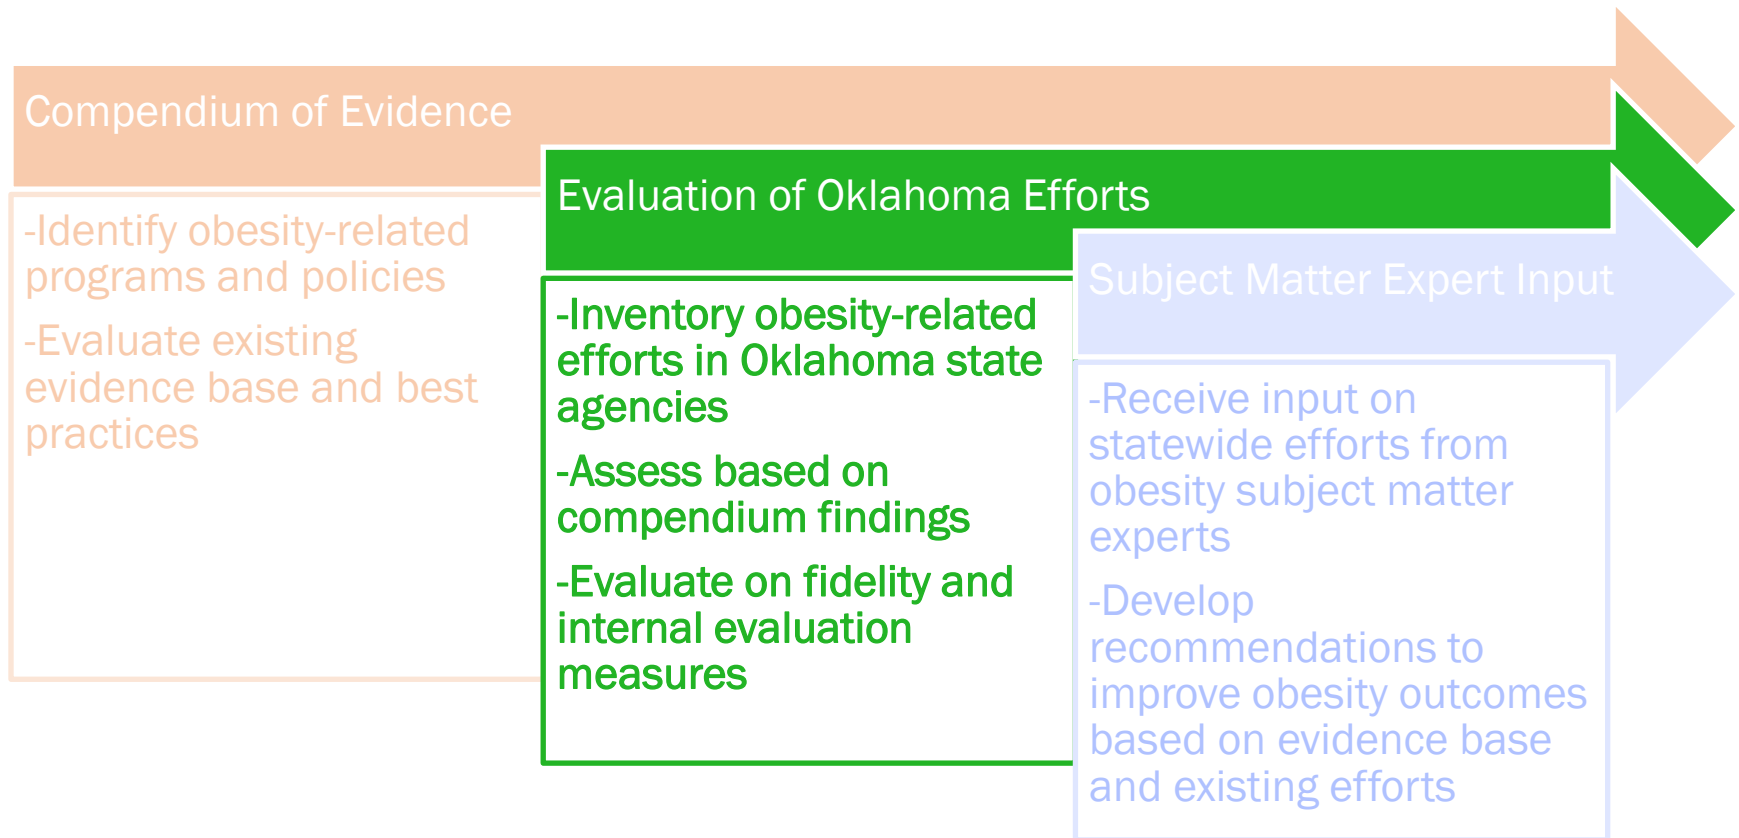 Compendium of Evidence
-Identify obesity-related
programs and policies
-Evaluate existing
evidence base and best
practices
Evaluation of Oklahoma Efforts
-Inventory obesity-related
efforts in Oklahoma state
agencies
-Assess based on
compendium findings
-Evaluate on fidelity and
internal evaluation
measures
Subject Matter Expert Input
-Receive input on
statewide efforts from
obesity subject matter
experts
-Develop
recommendations to
improve obesity outcomes
based on evidence base
and existing efforts